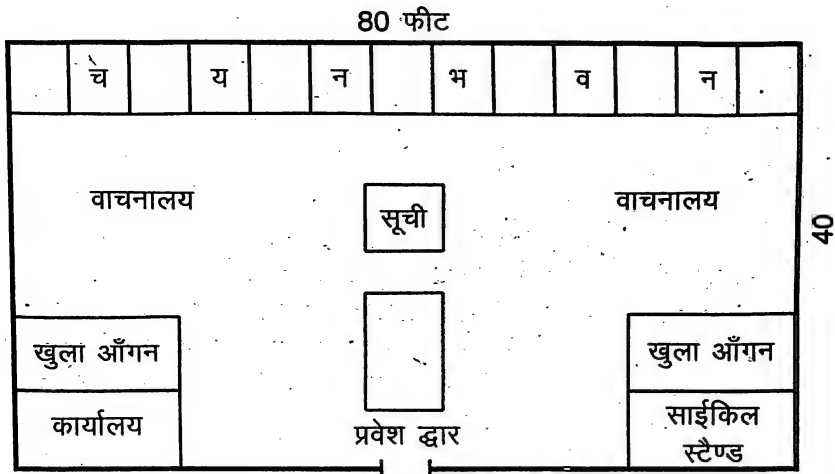 80 फीट
च य न भ व न
वाचनालय सूची वाचनालय
40
खुला आँगन खुला आँगन
कार्यालय प्रवेश द्वार साईकिल
स्टैण्ड